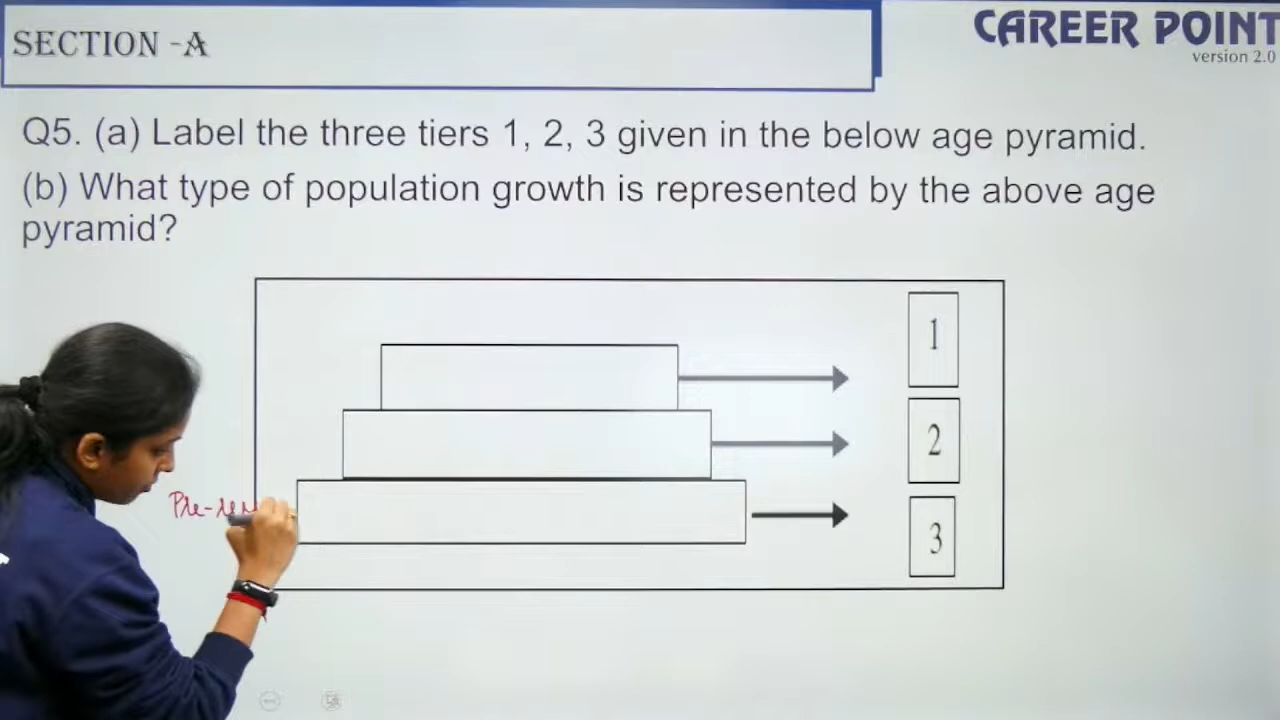 SECTION -A
CAREER POINT
version 2.0
Q5. (a) Label the three tiers 1, 2, 3 given in the below age pyramid.
(b) What type of population growth is represented by the above age
pyramid?
1
2
Pre-
3